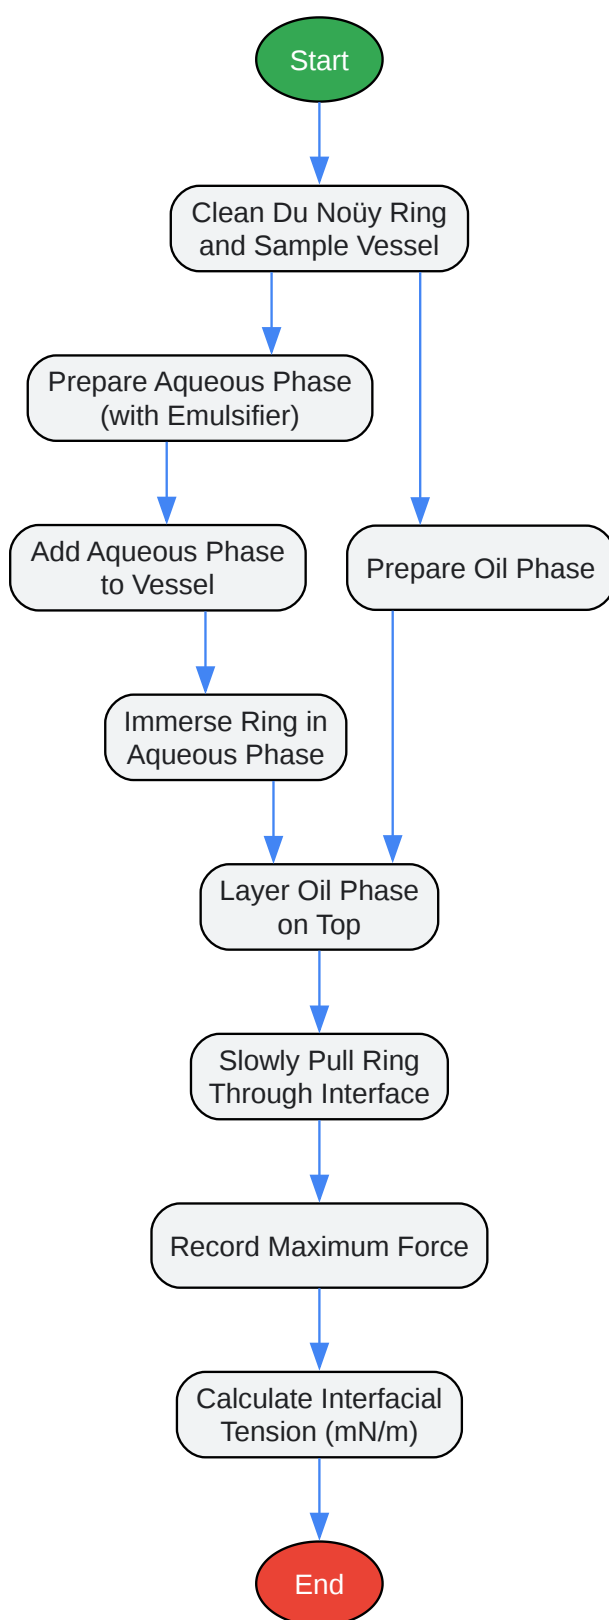 Start
Clean Du Noüy Ring
and Sample Vessel
Prepare Aqueous Phase
(with Emulsifier)
Add Aqueous Phase
to Vessel
Prepare Oil Phase
Immerse Ring in
Aqueous Phase
Layer Oil Phase
on Top
Slowly Pull Ring
Through Interface
Record Maximum Force
Calculate Interfacial
Tension (mN/m)
End